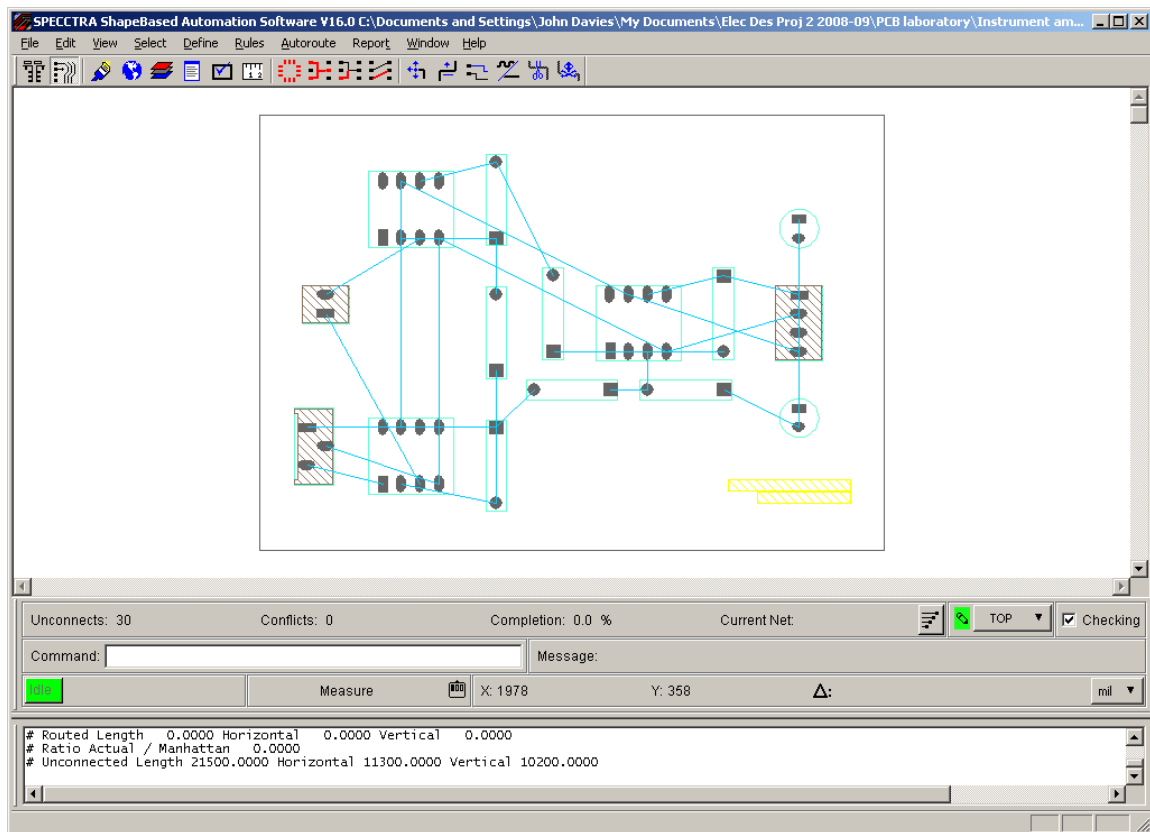 SPECCTRA ShapeBased Automation Software V16.0 C:\Documents and Settings\John Davies\My Documents\Elec Des Proj 2 2008-09\PCB laboratory\Instrument am...
File Edit View Select Define Rules Autoroute Report Window Help
Unconnects: 30 Conflicts: 0 Completion: 0.0 % Current Net: TOP Checking
Command: Message:
Idle Measure X: 1978 Y: 358 Δ: mil
# Routed Length 0.0000 Horizontal 0.0000 Vertical 0.0000
# Ratio Actual / Manhattan 0.0000
# Unconnected Length 21500.0000 Horizontal 11300.0000 Vertical 10200.0000